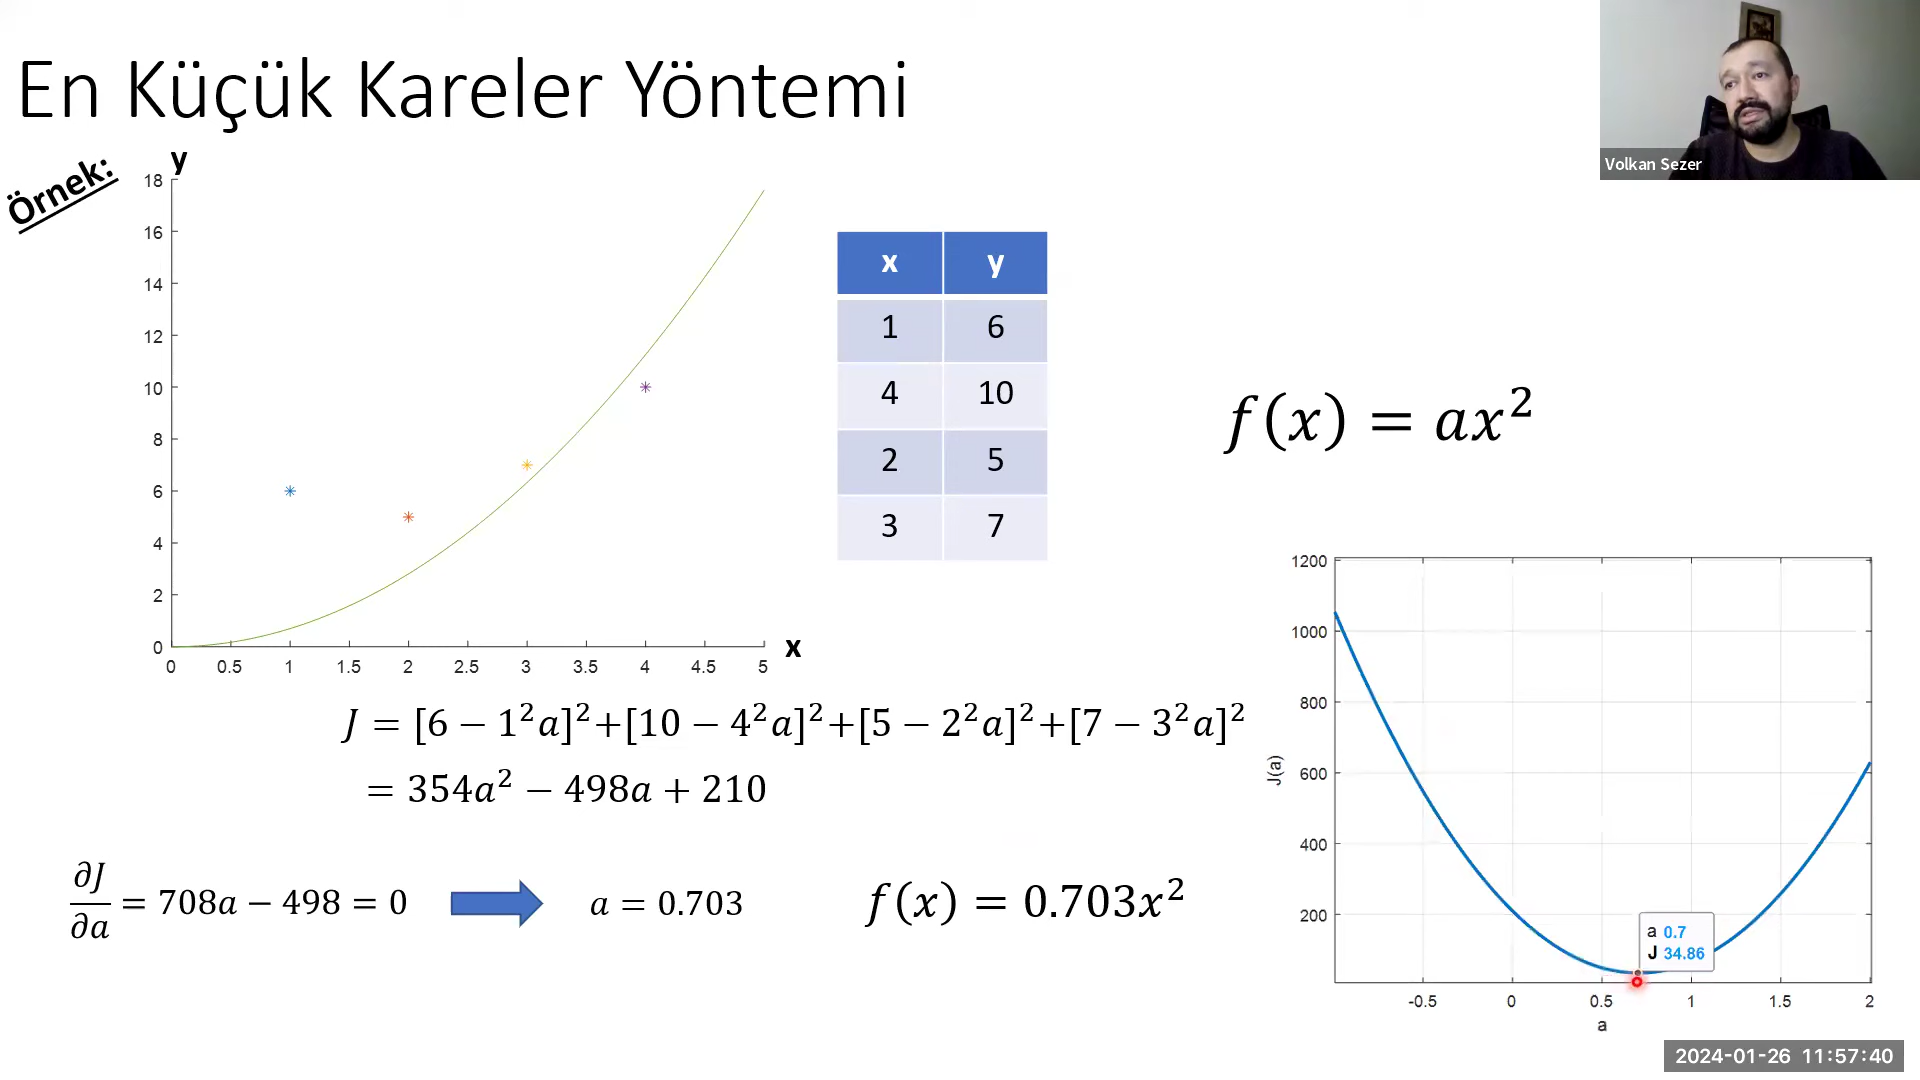 En Küçük Kareler Yöntemi
Volkan Sezer
Örnek:
y
18
16
14
12
10
8
6
4
2
0
0 0.5 1 1.5 2 2.5 3 3.5 4 4.5 5
x
x y
1 6
4 10
2 5
3 7
f(x) = ax²
J = [6 − 1²a]²+[10 − 4²a]²+[5 − 2²a]²+[7 − 3²a]²
= 354a² − 498a + 210
∂J/∂a = 708a − 498 = 0
a = 0.703
f(x) = 0.703x²
1200
1000
800
600
400
200
J(a)
a 0.7
J 34.86
-0.5 0 0.5 1 1.5 2
a
2024-01-26 11:57:40